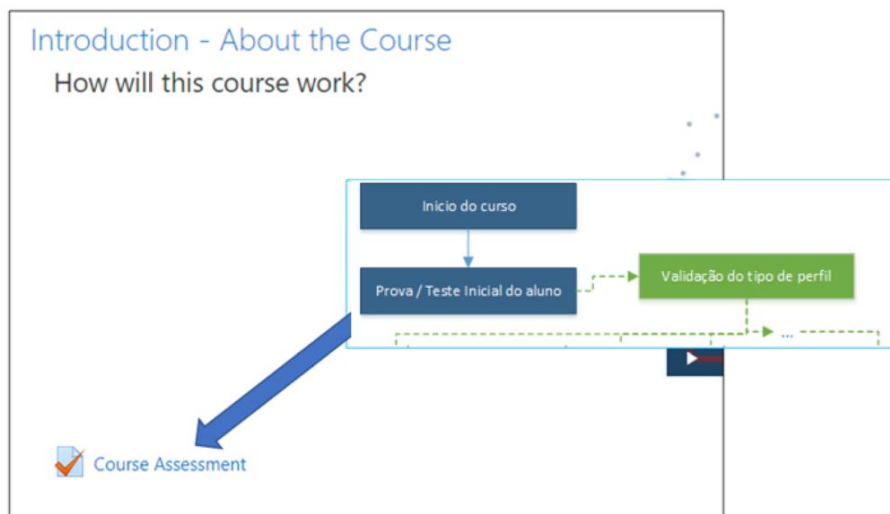 Introduction - About the Course
How will this course work?
Inicio do curso
Prova / Teste Inicial do aluno
Validação do tipo de perfil
...
Course Assessment